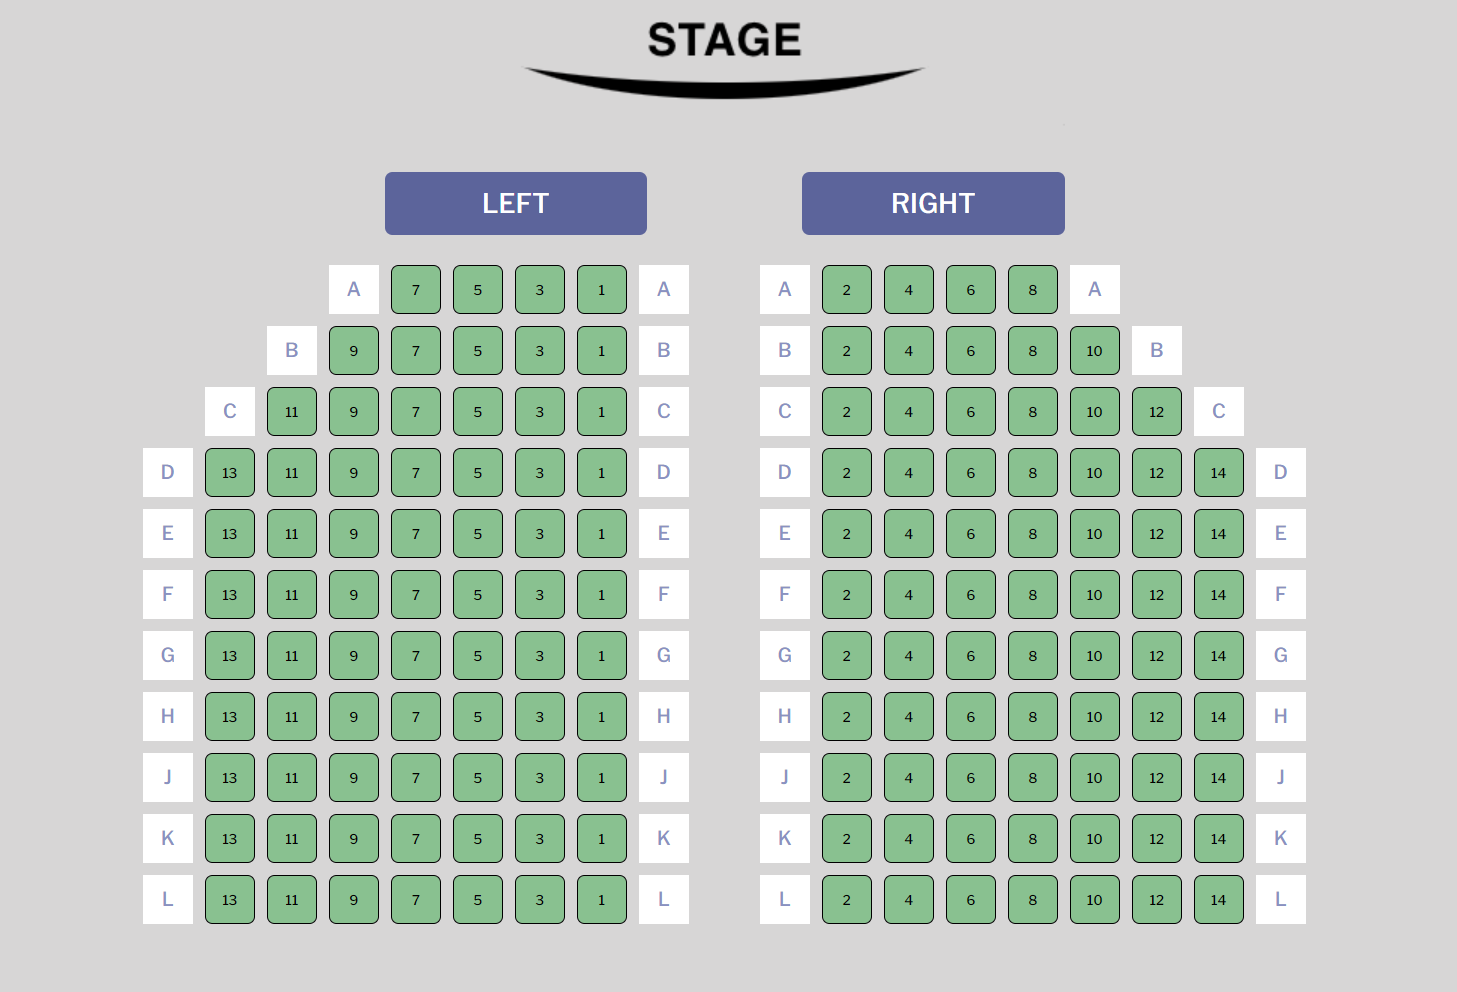 STAGE
LEFT RIGHT
A 7 5 3 1 A A 2 4 6 8 A
B 9 7 5 3 1 B B 2 4 6 8 10 B
C 11 9 7 5 3 1 C C 2 4 6 8 10 12 C
D 13 11 9 7 5 3 1 D D 2 4 6 8 10 12 14 D
E 13 11 9 7 5 3 1 E E 2 4 6 8 10 12 14 E
F 13 11 9 7 5 3 1 F F 2 4 6 8 10 12 14 F
G 13 11 9 7 5 3 1 G G 2 4 6 8 10 12 14 G
H 13 11 9 7 5 3 1 H H 2 4 6 8 10 12 14 H
J 13 11 9 7 5 3 1 J J 2 4 6 8 10 12 14 J
K 13 11 9 7 5 3 1 K K 2 4 6 8 10 12 14 K
L 13 11 9 7 5 3 1 L L 2 4 6 8 10 12 14 L